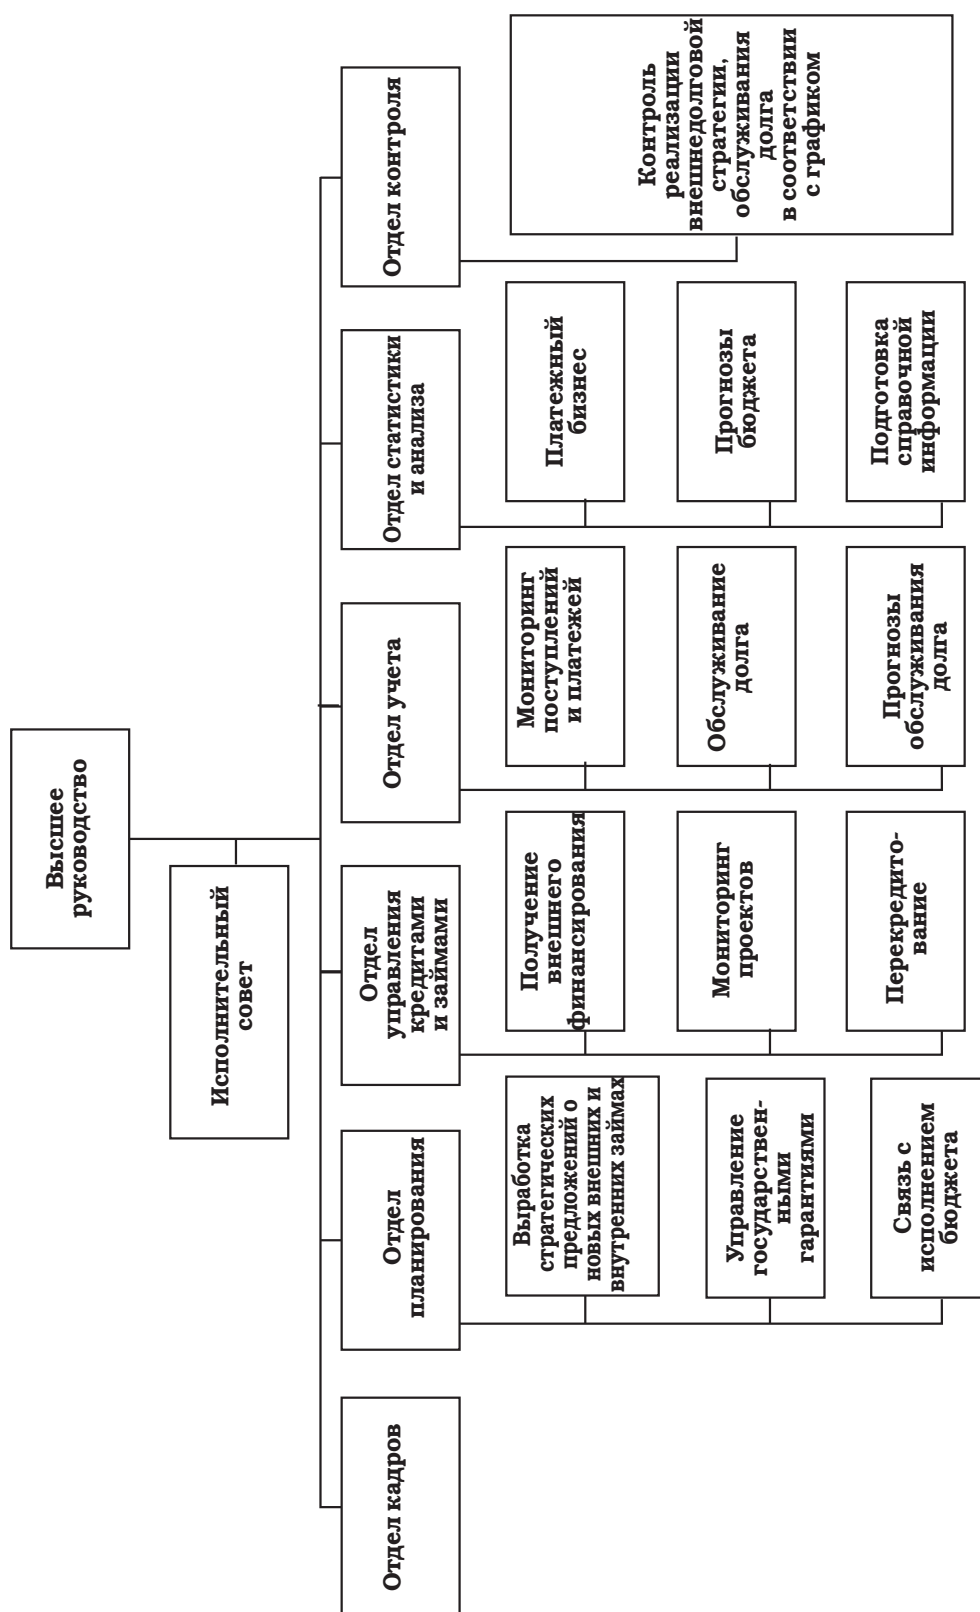 Высшее
руководство
Исполнительный
совет
Отдел кадров
Отдел
планирования
Отдел
управления
кредитами
и займами
Отдел учета
Отдел статистики
и анализа
Отдел контроля
Выработка
стратегических
предложений о
новых внешних и
внутренних займах
Управление
государствен-
ными
гарантиями
Связь с
исполнением
бюджета
Получение
внешнего
финансирования
Мониторинг
проектов
Перекредито-
вание
Мониторинг
поступлений
и платежей
Обслуживание
долга
Прогнозы
обслуживания
долга
Платежный
бизнес
Прогнозы
бюджета
Подготовка
справочной
информации
Контроль
реализации
внешнедолговой
стратегии,
обслуживания
долга
в соответствии
с графиком